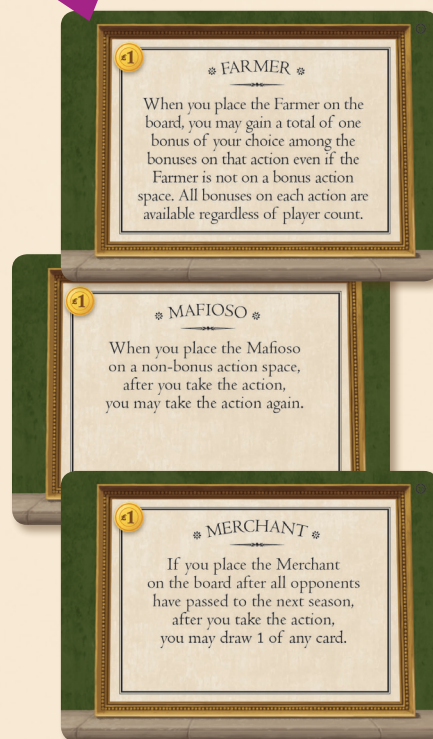 £1
❋ FARMER ❋
When you place the Farmer on the
board, you may gain a total of one
bonus of your choice among the
bonuses on that action even if the
Farmer is not on a bonus action
space. All bonuses on each action are
available regardless of player count.
£1
❋ MAFIOSO ❋
When you place the Mafioso
on a non-bonus action space,
after you take the action,
you may take the action again.
£1
❋ MERCHANT ❋
If you place the Merchant
on the board after all opponents
have passed to the next season,
after you take the action,
you may draw 1 of any card.